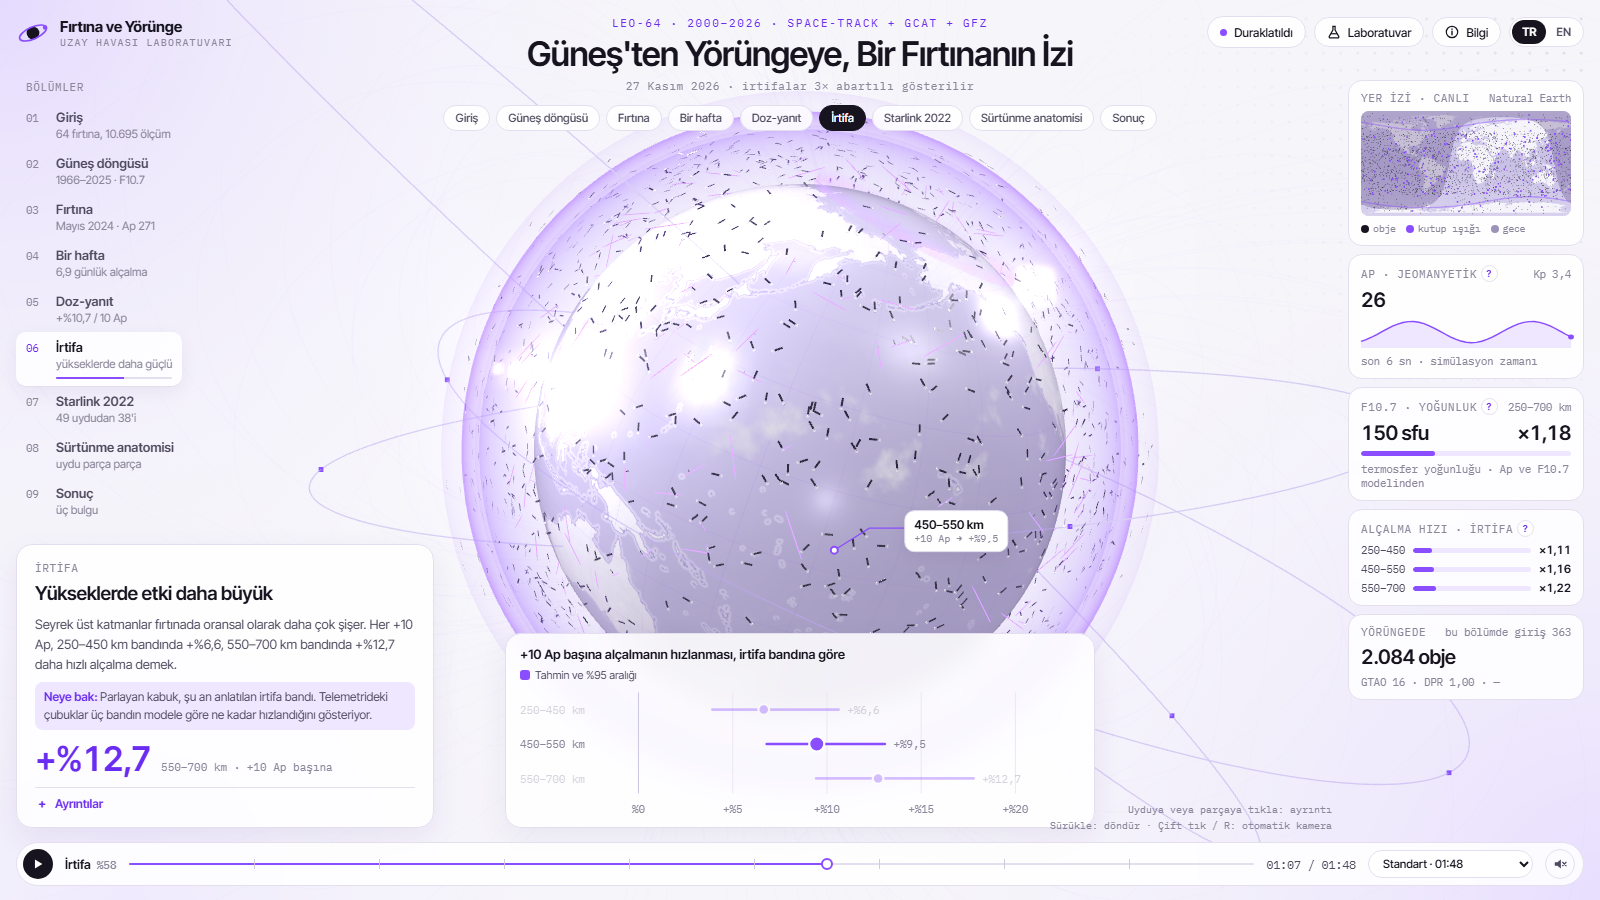 Fırtına ve Yörünge
UZAY HAVASI LABORATUVARI
LEO-64 · 2000–2026 · SPACE-TRACK + GCAT + GFZ
Güneş'ten Yörüngeye, Bir Fırtınanın İzi
27 Kasım 2026 · irtifalar 3× abartılı gösterilir
Duraklatıldı
Laboratuvar
Bilgi
TR EN
Giriş
Güneş döngüsü
Fırtına
Bir hafta
Doz-yanıt
İrtifa
Starlink 2022
Sürtünme anatomisi
Sonuç
BÖLÜMLER
01 Giriş
64 fırtına, 10.695 ölçüm
02 Güneş döngüsü
1966–2025 · F10.7
03 Fırtına
Mayıs 2024 · Ap 271
04 Bir hafta
6,9 günlük alçalma
05 Doz-yanıt
+%10,7 / 10 Ap
06 İrtifa
yükseklerde daha güçlü
07 Starlink 2022
49 uydudan 38'i
08 Sürtünme anatomisi
uydu parça parça
09 Sonuç
üç bulgu
İRTİFA
Yükseklerde etki daha büyük
Seyrek üst katmanlar fırtınada oransal olarak daha çok şişer. Her +10
Ap, 250–450 km bandında +%6,6, 550–700 km bandında +%12,7
daha hızlı alçalma demek.
Neye bak: Parlayan kabuk, şu an anlatılan irtifa bandı. Telemetrideki
çubuklar üç bandın modele göre ne kadar hızlandığını gösteriyor.
+%12,7 550–700 km · +10 Ap başına
+ Ayrıntılar
450–550 km
+10 Ap → +%9,5
+10 Ap başına alçalmanın hızlanması, irtifa bandına göre
Tahmin ve %95 aralığı
250–450 km +%6,6
450–550 km +%9,5
550–700 km +%12,7
%0 +%5 +%10 +%15 +%20
YER İZİ · CANLI Natural Earth
obje kutup ışığı gece
AP · JEOMANYETİK ? Kp 3,4
26
son 6 sn · simülasyon zamanı
F10.7 · YOĞUNLUK ? 250–700 km
150 sfu ×1,18
termosfer yoğunluğu · Ap ve F10.7
modelinden
ALÇALMA HIZI · İRTİFA ?
250–450 ×1,11
450–550 ×1,16
550–700 ×1,22
YÖRÜNGEDE bu bölümde giriş 363
2.084 obje
GTAO 16 · DPR 1,00 · —
Uyduya veya parçaya tıkla: ayrıntı
Sürükle: döndür · Çift tık / R: otomatik kamera
İrtifa %58
01:07 / 01:48
Standart · 01:48